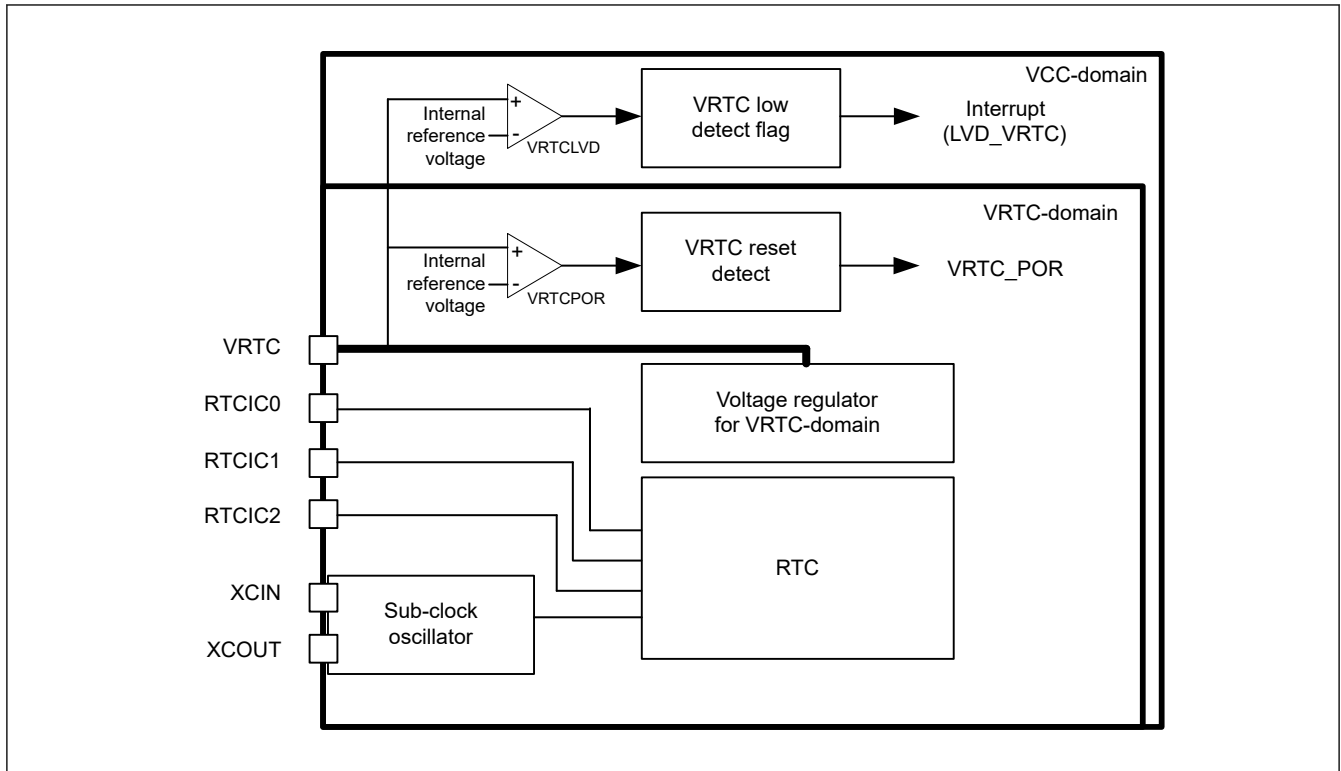 VCC-domain
Internal
reference
voltage
+
-
VRTCLVD
VRTC low
detect flag
Interrupt
(LVD_VRTC)
VRTC-domain
Internal
reference
voltage
+
-
VRTCPOR
VRTC reset
detect
VRTC_POR
VRTC
Voltage regulator
for VRTC-domain
RTCIC0
RTCIC1
RTCIC2
RTC
XCIN
XCOUT
Sub-clock
oscillator